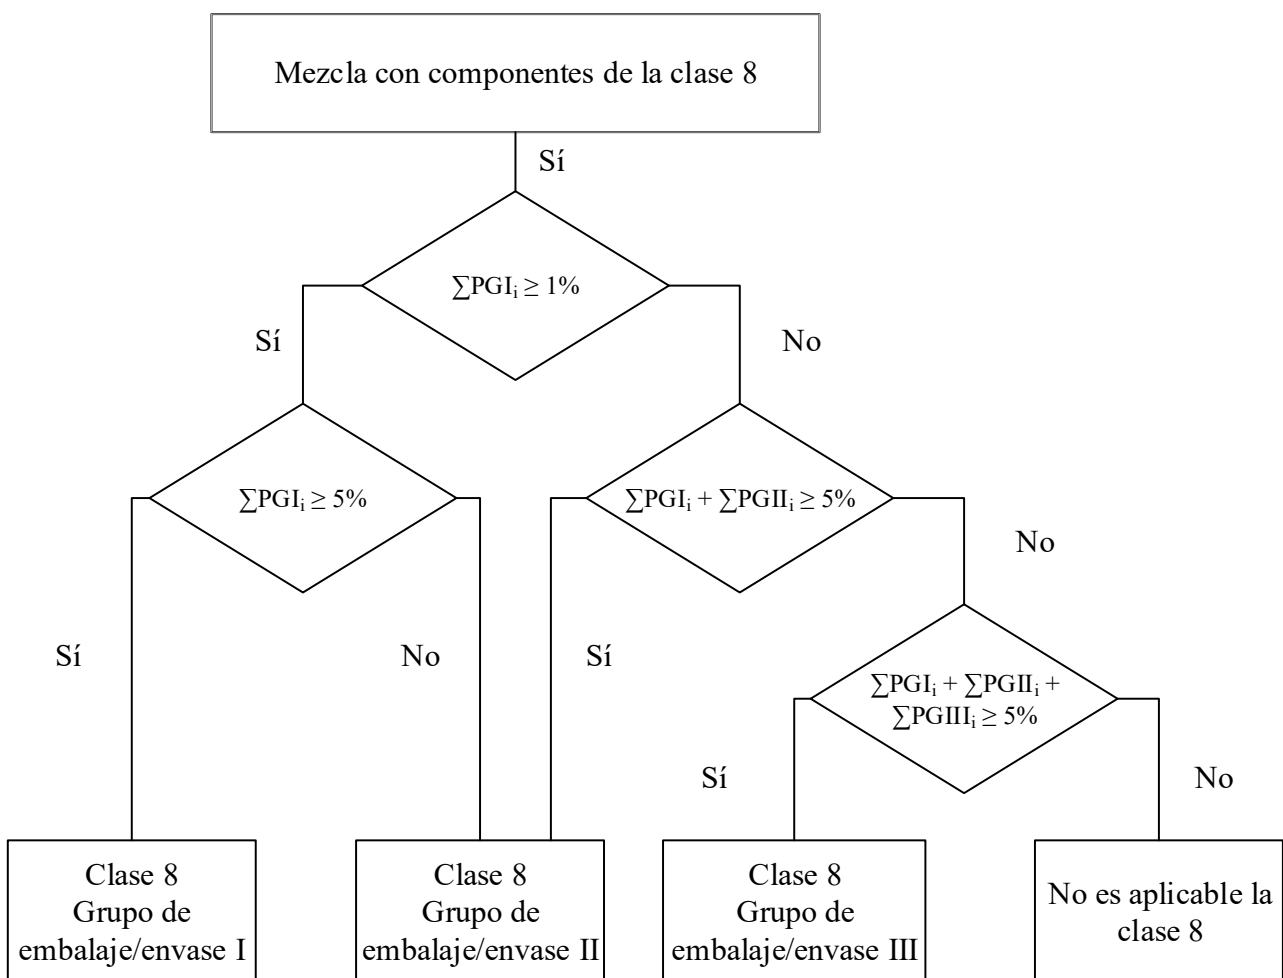 Mezcla con componentes de la clase 8
Sí
∑PGIᵢ ≥ 1%
Sí
No
∑PGIᵢ ≥ 5%
∑PGIᵢ + ∑PGIIᵢ ≥ 5%
No
Sí
No
Sí
∑PGIᵢ + ∑PGIIᵢ +
∑PGIIIᵢ ≥ 5%
Sí
No
Clase 8
Grupo de
embalaje/envase I
Clase 8
Grupo de
embalaje/envase II
Clase 8
Grupo de
embalaje/envase III
No es aplicable la
clase 8